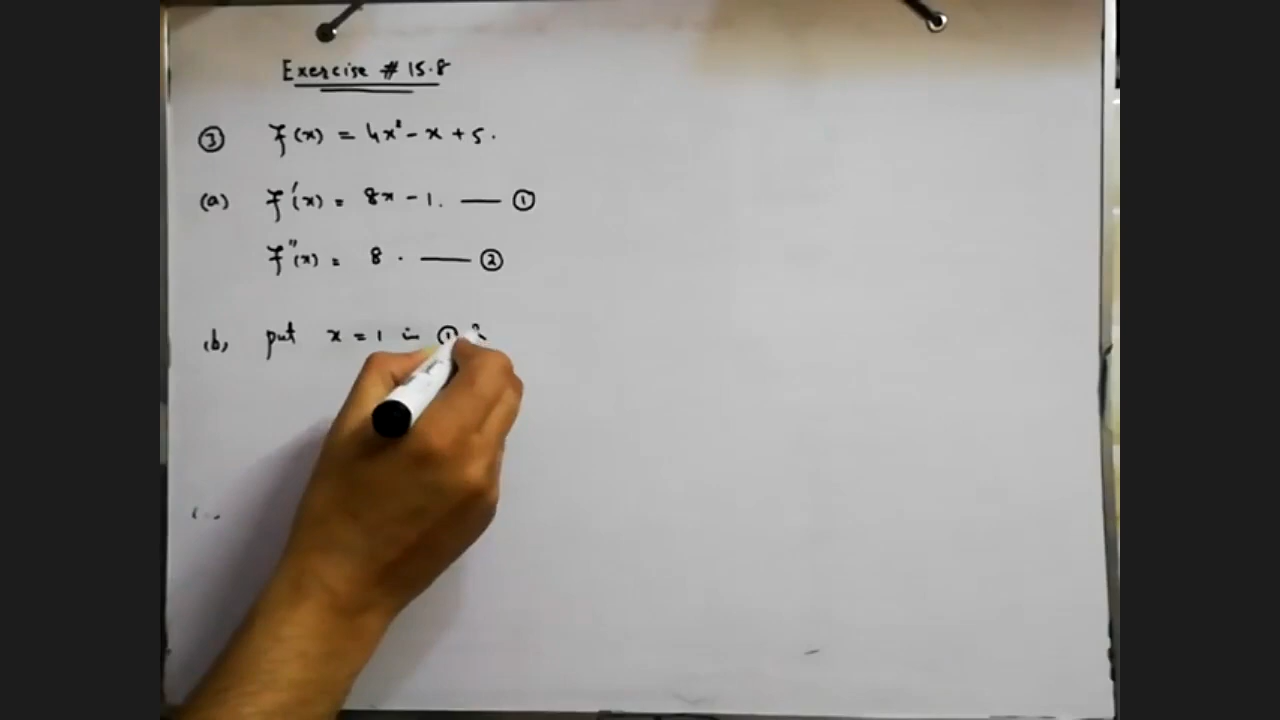 Exercise # 15.8
③ f(x) = 4x² - x + 5.
(a) f'(x) = 8x - 1. —— ①
f''(x) = 8. —— ②
(b) put x = 1 in ①